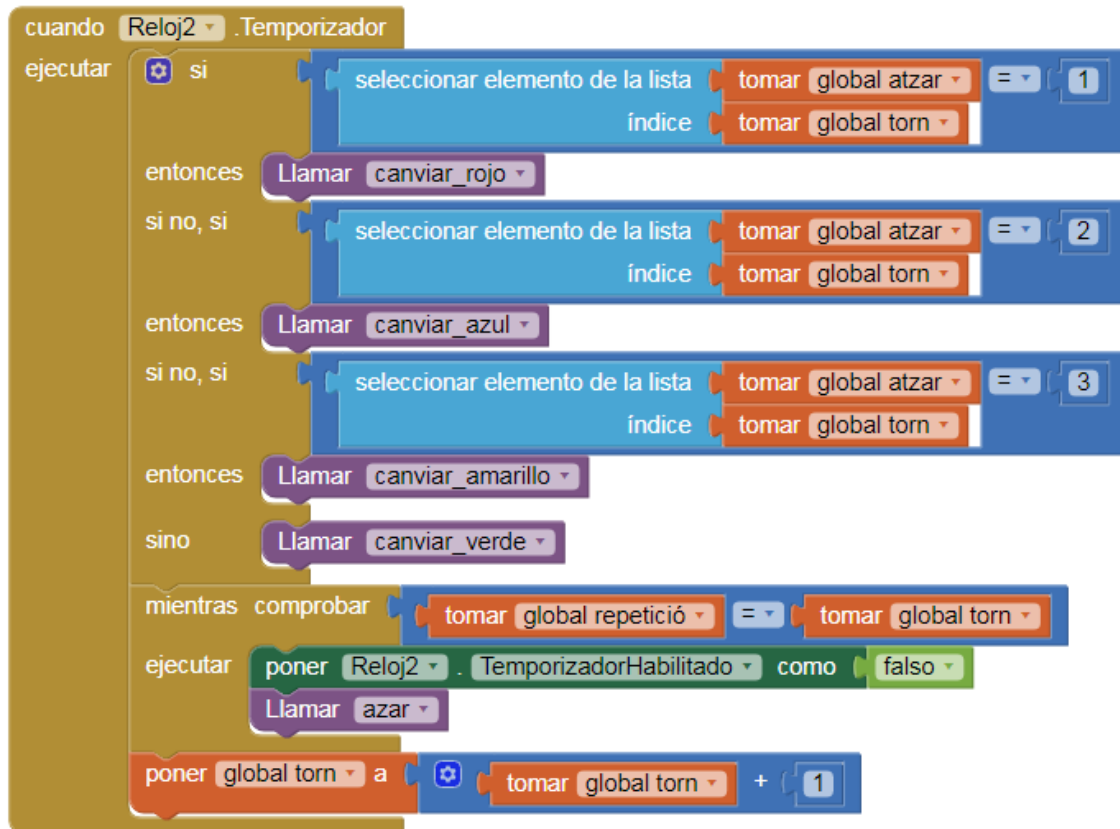 cuando Reloj2 .Temporizador
ejecutar si seleccionar elemento de la lista tomar global atzar = 1
índice tomar global torn
entonces Llamar canviar_rojo
si no, si seleccionar elemento de la lista tomar global atzar = 2
índice tomar global torn
entonces Llamar canviar_azul
si no, si seleccionar elemento de la lista tomar global atzar = 3
índice tomar global torn
entonces Llamar canviar_amarillo
sino Llamar canviar_verde
mientras comprobar tomar global repetició = tomar global torn
ejecutar poner Reloj2 . TemporizadorHabilitado como falso
Llamar azar
poner global torn a tomar global torn + 1